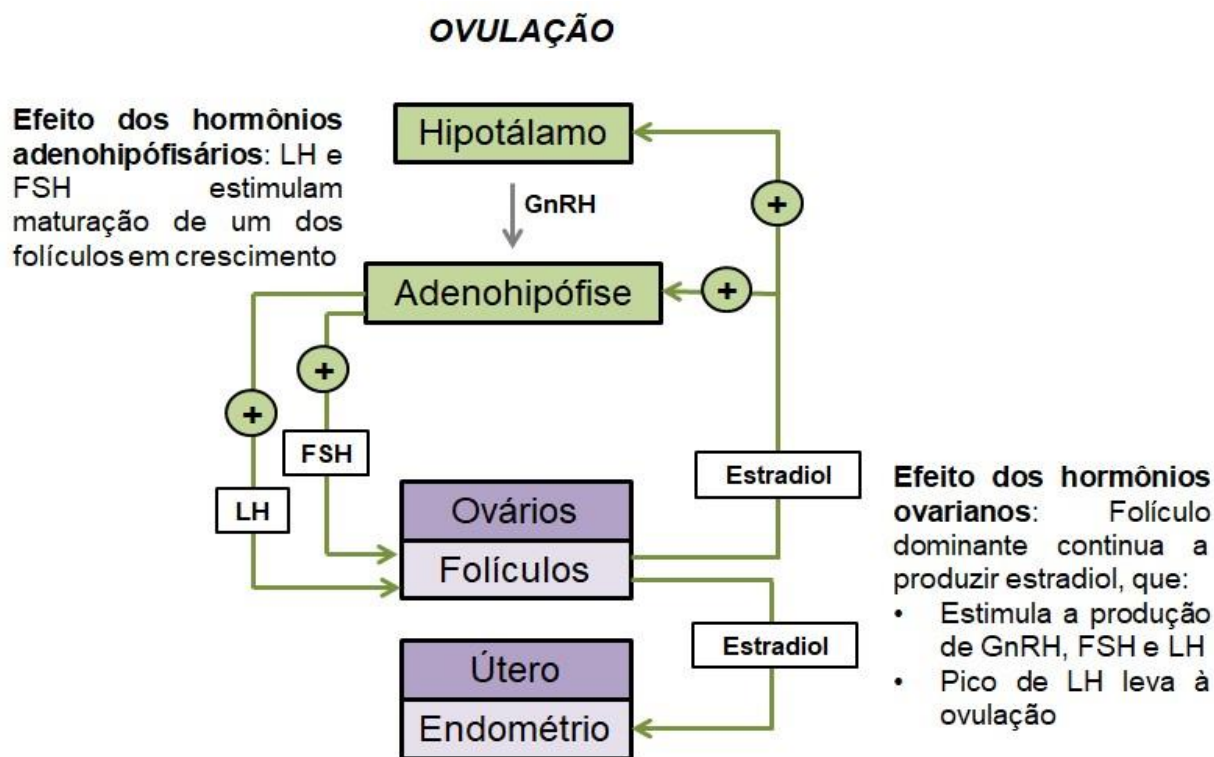 OVULAÇÃO
Efeito dos hormônios
adenohipófisários: LH e
FSH estimulam
maturação de um dos
folículos em crescimento
Hipotálamo
+
GnRH
Adenohipófise
+
+
+
FSH
LH
Ovários
Folículos
Estradiol
Estradiol
Útero
Endométrio
Efeito dos hormônios
ovarianos: Folículo
dominante continua a
produzir estradiol, que:
• Estimula a produção
de GnRH, FSH e LH
• Pico de LH leva à
ovulação